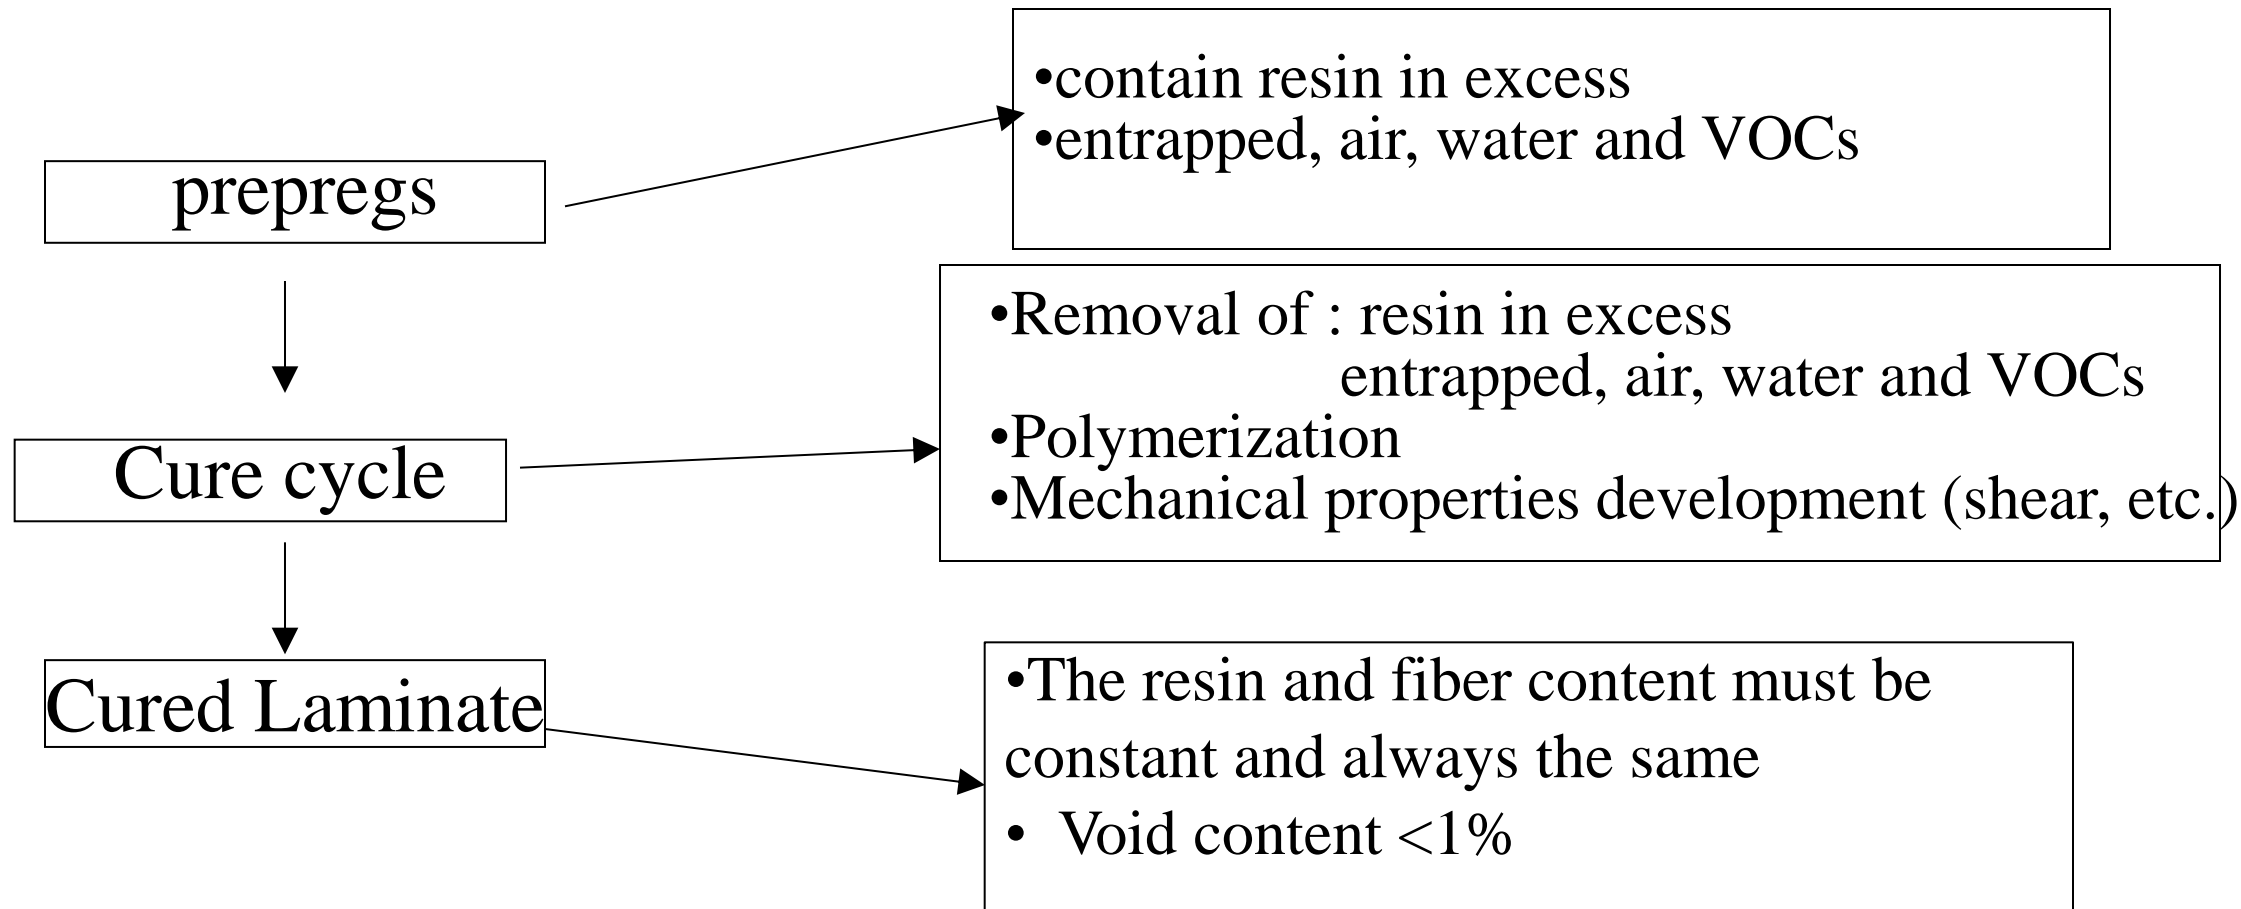 prepregs
•contain resin in excess
•entrapped, air, water and VOCs
Cure cycle
•Removal of : resin in excess
entrapped, air, water and VOCs
•Polymerization
•Mechanical properties development (shear, etc.)
Cured Laminate
•The resin and fiber content must be
constant and always the same
• Void content <1%